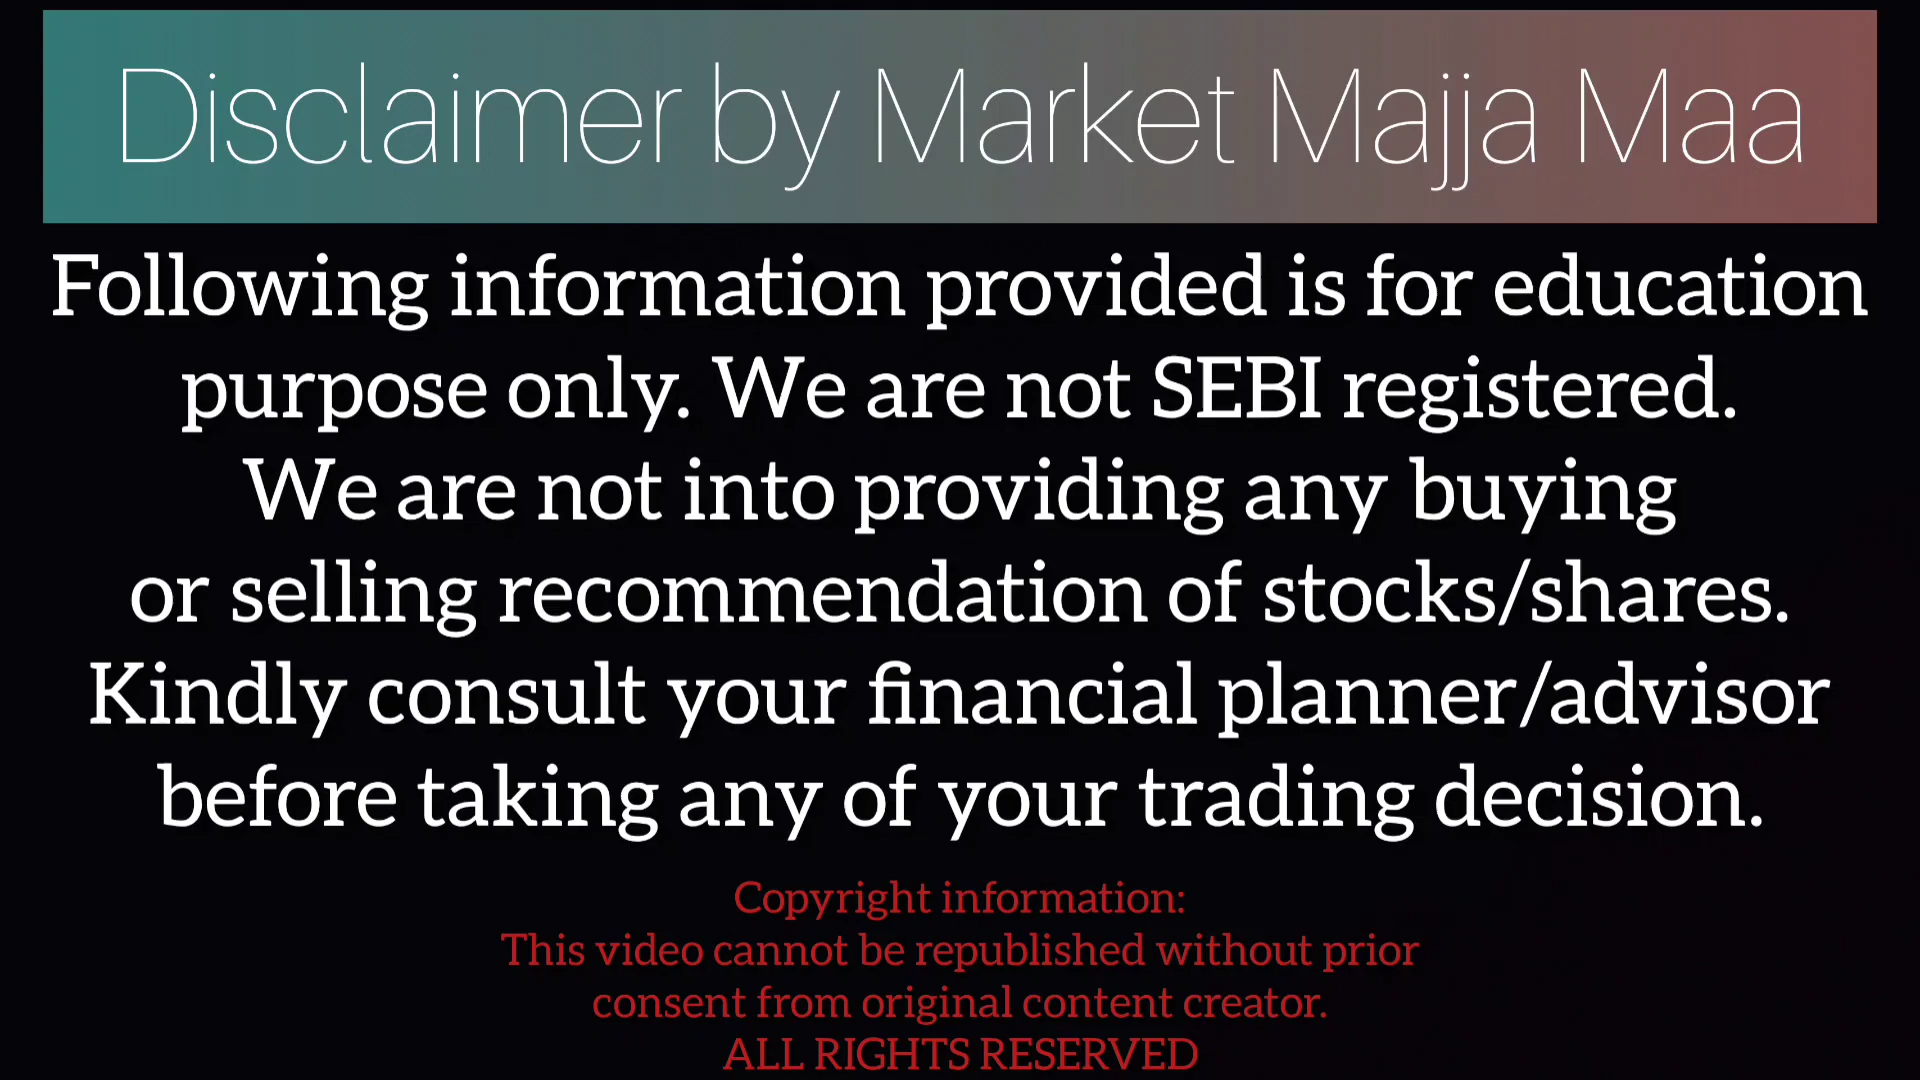 Disclaimer by Market Majja Maa
Following information provided is for education
purpose only. We are not SEBI registered.
We are not into providing any buying
or selling recommendation of stocks/shares.
Kindly consult your financial planner/advisor
before taking any of your trading decision.
Copyright information:
This video cannot be republished without prior
consent from original content creator.
ALL RIGHTS RESERVED